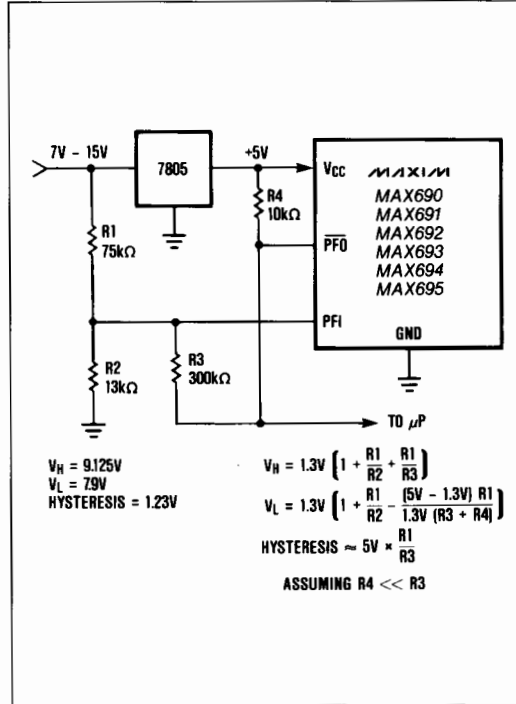 7V – 15V
7805
+5V
VCC
MAXIM
MAX690
MAX691
MAX692
MAX693
MAX694
MAX695
R4
10kΩ
PFO
R1
75kΩ
PFI
GND
R2
13kΩ
R3
300kΩ
TO μP
VH = 9.125V
VL = 7.9V
HYSTERESIS = 1.23V
VH = 1.3V (1 + R1/R2 + R1/R3)
VL = 1.3V (1 + R1/R2 - (5V - 1.3V) R1/1.3V (R3 + R4))
HYSTERESIS ≈ 5V × R1/R3
ASSUMING R4 << R3